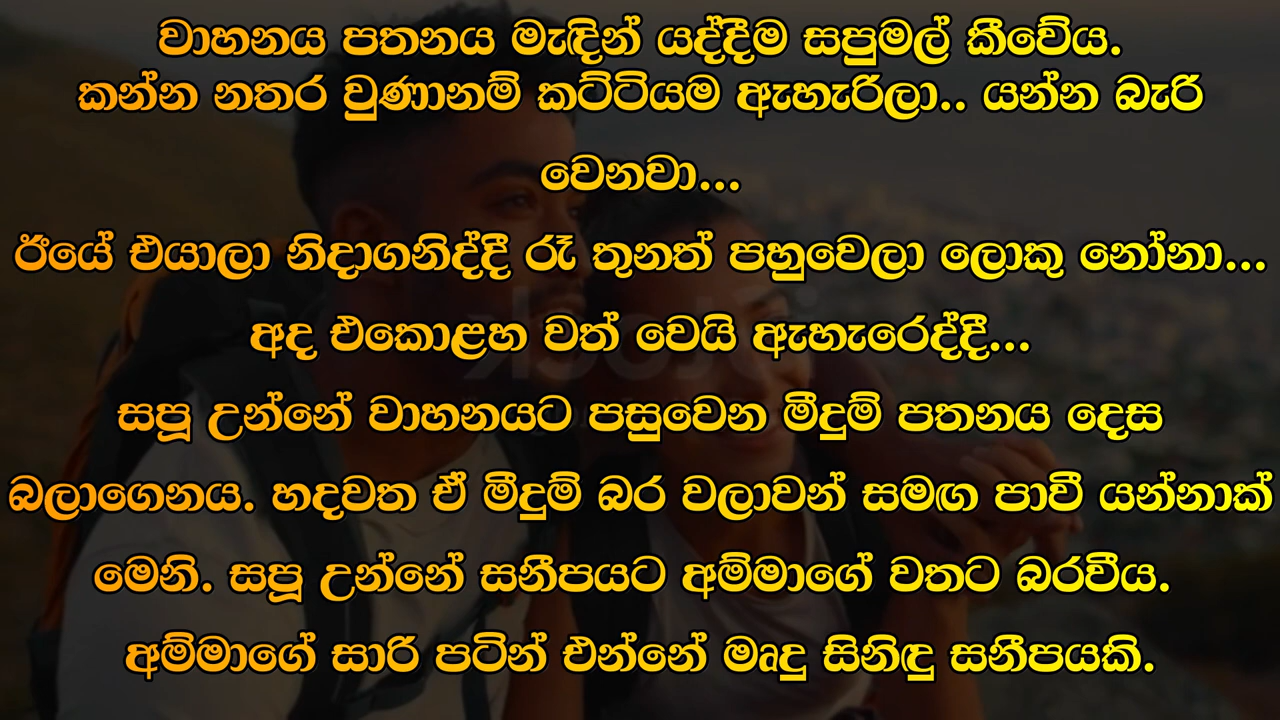 වාහනය පතනය මැඳින් යද්දීම සපුමල් කීවේය.
කන්න නතර වුණානම් කට්ටියම ඇහැරිලා.. යන්න බැරි
වෙනවා...
ඊයේ එයාලා නිදාගනිද්දී රෑ තුනත් පහුවෙලා ලොකු නෝනා...
අද එකොළහ වත් වෙයි ඇහැරෙද්දී...
සපූ උන්නේ වාහනයට පසුවෙන මීදුම් පතනය දෙස
බලාගෙනය. හදවත ඒ මීදුම් බර වලාවන් සමඟ පාවී යන්නාක්
මෙනි. සපූ උන්නේ සනීපයට අම්මාගේ වතට බරවීය.
අම්මාගේ සාරි පටින් එන්නේ මෘදු සිනිඳු සනීපයකි.